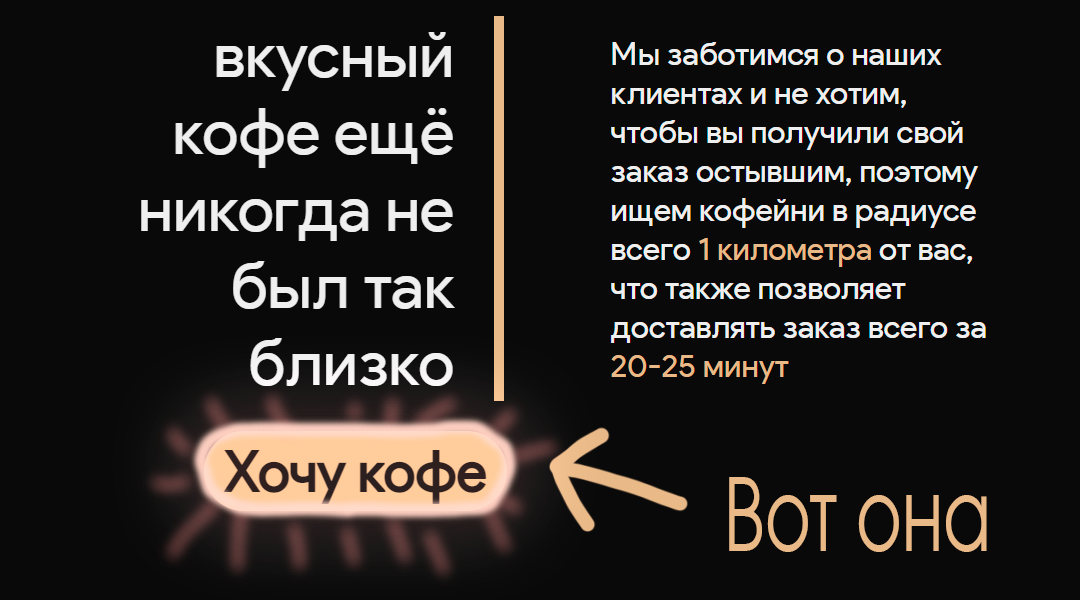 вкусный
кофе ещё
никогда не
был так
близко
Мы заботимся о наших
клиентах и не хотим,
чтобы вы получили свой
заказ остывшим, поэтому
ищем кофейни в радиусе
всего 1 километра от вас,
что также позволяет
доставлять заказ всего за
20-25 минут
Хочу кофе
Вот она